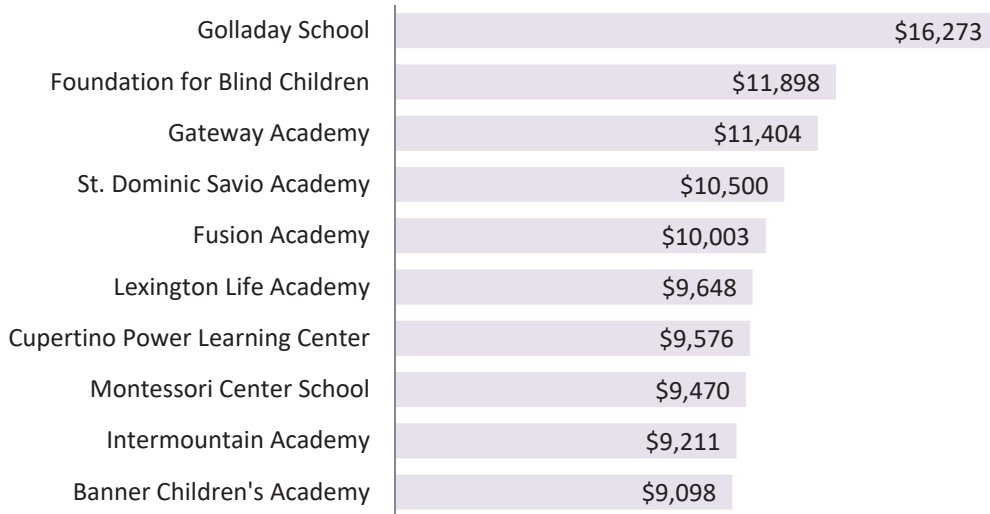 Golladay School $16,273
Foundation for Blind Children $11,898
Gateway Academy $11,404
St. Dominic Savio Academy $10,500
Fusion Academy $10,003
Lexington Life Academy $9,648
Cupertino Power Learning Center $9,576
Montessori Center School $9,470
Intermountain Academy $9,211
Banner Children's Academy $9,098